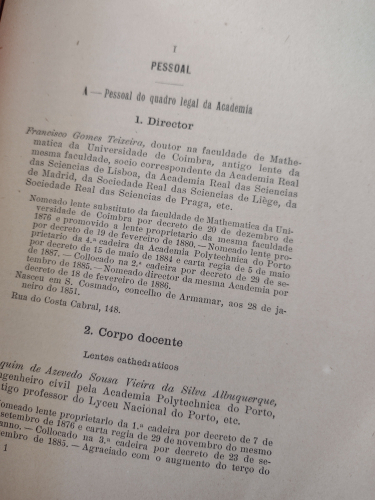 I
PESSOAL
A — Pessoal do quadro legal da Academia
1. Director
Francisco Gomes Teixeira, doutor na faculdade de Mathe-
matica da Universidade de Coimbra, antigo lente da
mesma faculdade, socio correspondente da Academia Real
das Sciencias de Lisboa, da Academia Real das Sciencias
de Madrid, da Sociedade Real das Sciencias de Liège, da
Sociedade Real das Sciencias de Praga, etc.
Nomeado lente substituto da faculdade de Mathematica da Uni-
versidade de Coimbra por decreto de 20 de dezembro de
1876 e promovido a lente proprietario da mesma faculdade
por decreto de 19 de fevereiro de 1880. — Nomeado lente pro-
prietario da 4.ª cadeira da Academia Polytechnica do Porto
por decreto de 15 de maio de 1884 e carta regia de 5 de maio
de 1887. — Collocado na 2.ª cadeira por decreto de 29 de se-
tembro de 1885. — Nomeado director da mesma Academia por
decreto de 18 de fevereiro de 1886.
Nasceu em S. Cosmado, concelho de Armamar, aos 28 de ja-
neiro de 1851.
Rua do Costa Cabral, 148.
2. Corpo docente
Lentes cathedraticos
quim de Azevedo Sousa Vieira da Silva Albuquerque,
ngenheiro civil pela Academia Polytechnica do Porto,
tigo professor do Lyceu Nacional do Porto, etc.
omeado lente proprietario da 1.ª cadeira por decreto de 7 de
setembro de 1876 e carta regia de 29 de novembro do mesmo
anno. — Collocado na 3.ª cadeira por decreto de 23 de se-
embro de 1885. — Agraciado com o augmento do terço do
1